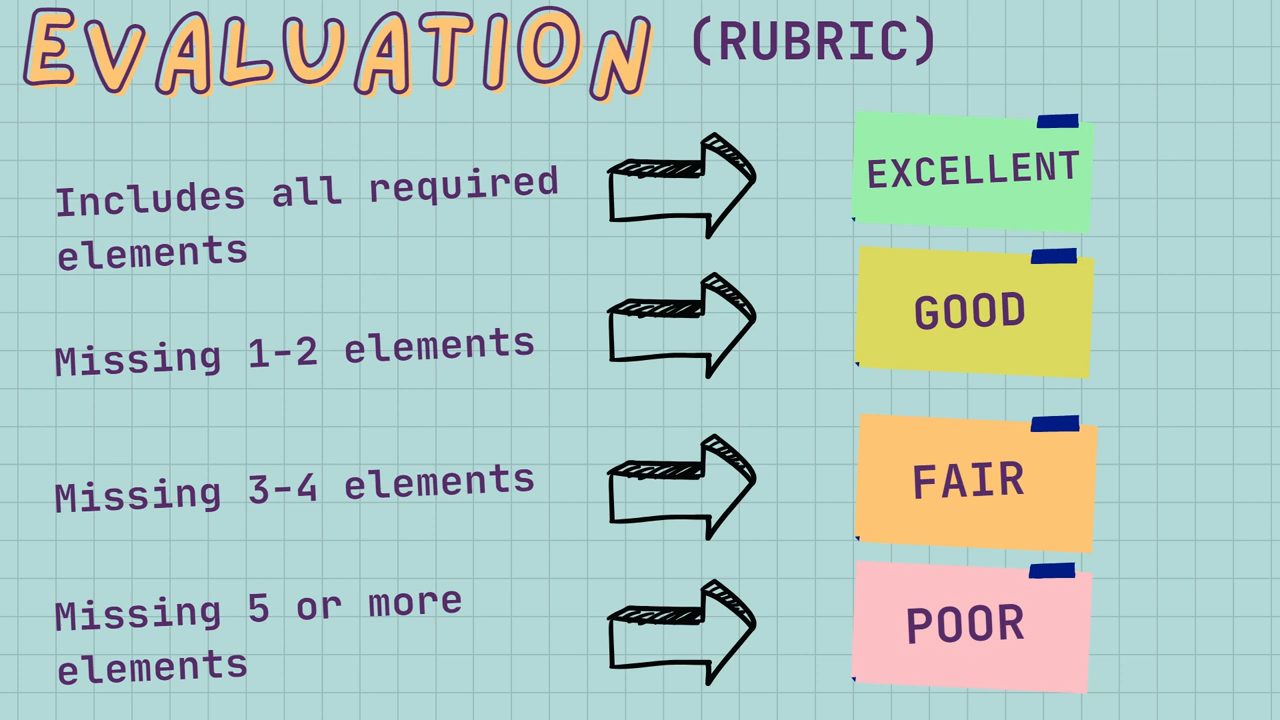 EVALUATION (RUBRIC)
Includes all required
elements
EXCELLENT
Missing 1-2 elements
GOOD
Missing 3-4 elements
FAIR
Missing 5 or more
elements
POOR